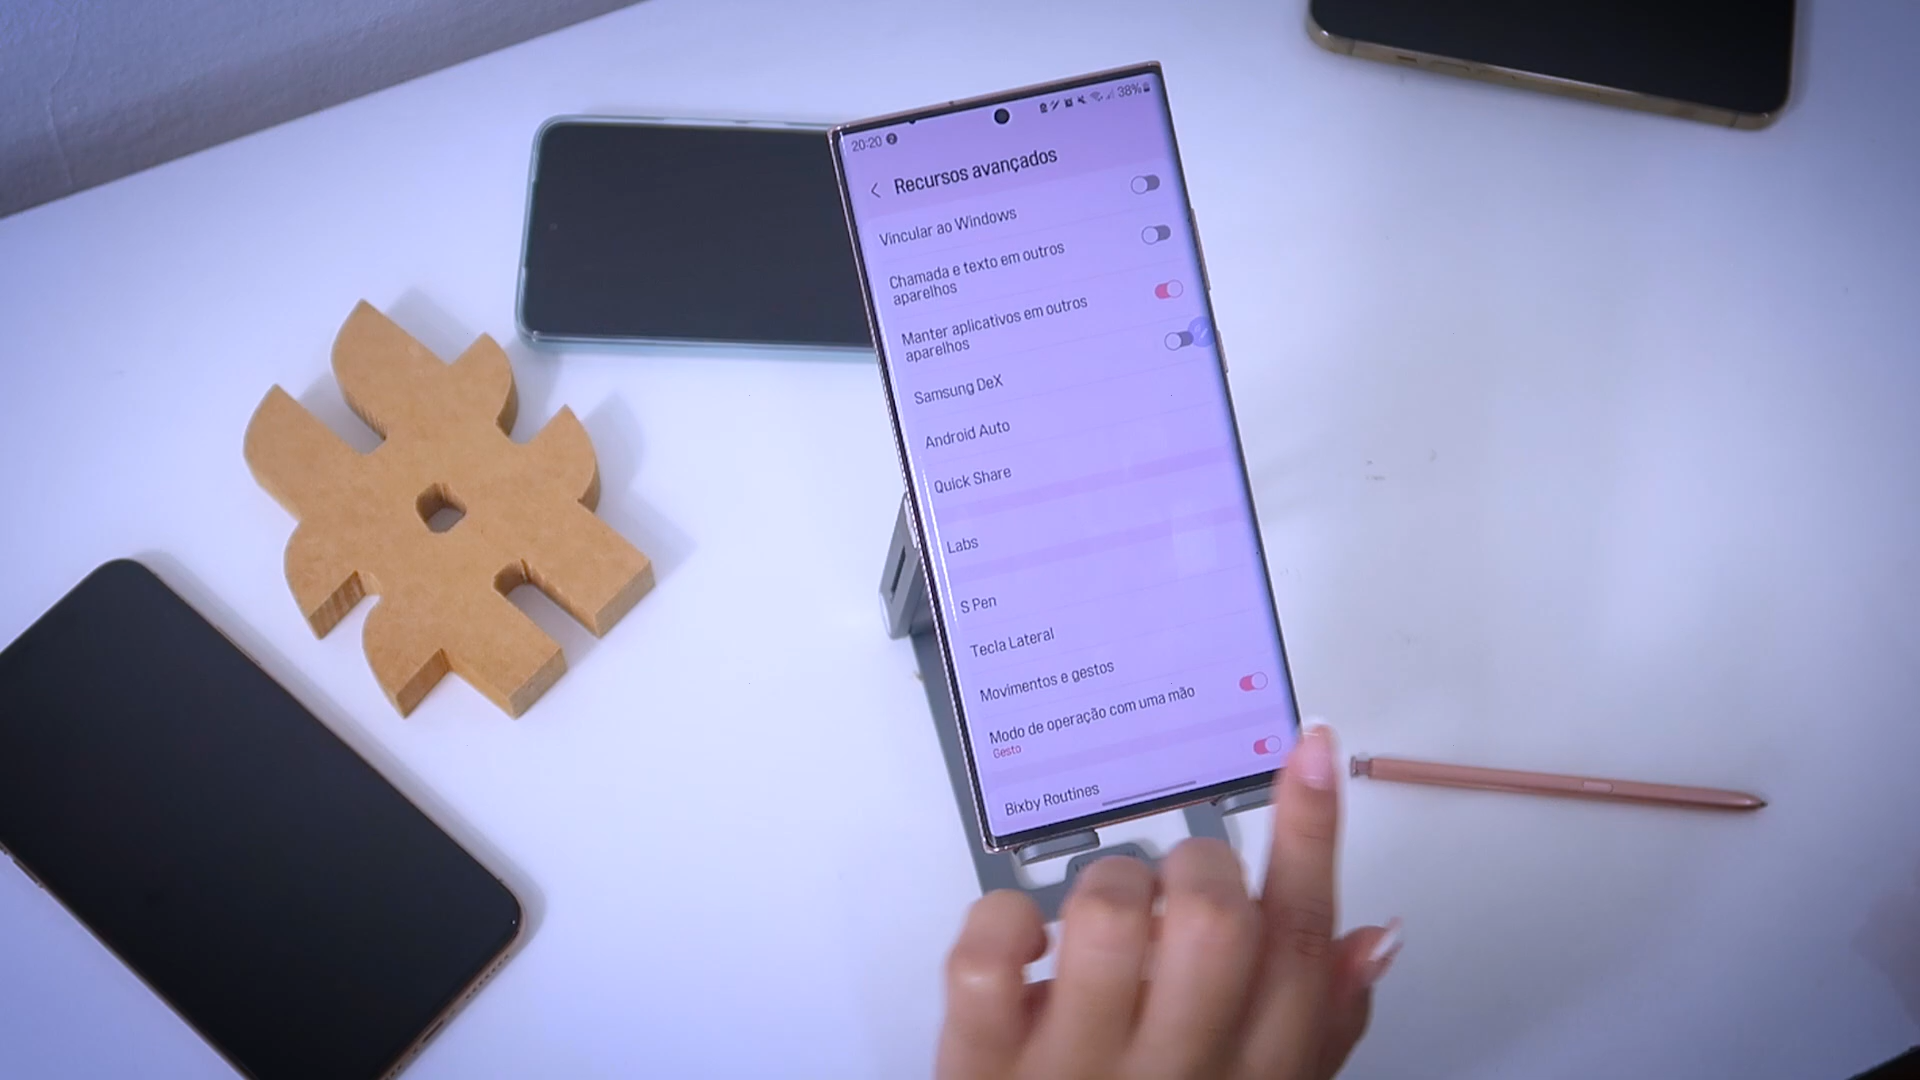 20:20
38%
Recursos avançados
Vincular ao Windows
Chamada e texto em outros
aparelhos
Manter aplicativos em outros
aparelhos
Samsung DeX
Android Auto
Quick Share
Labs
S Pen
Tecla Lateral
Movimentos e gestos
Modo de operação com uma mão
Gesto
Bixby Routines